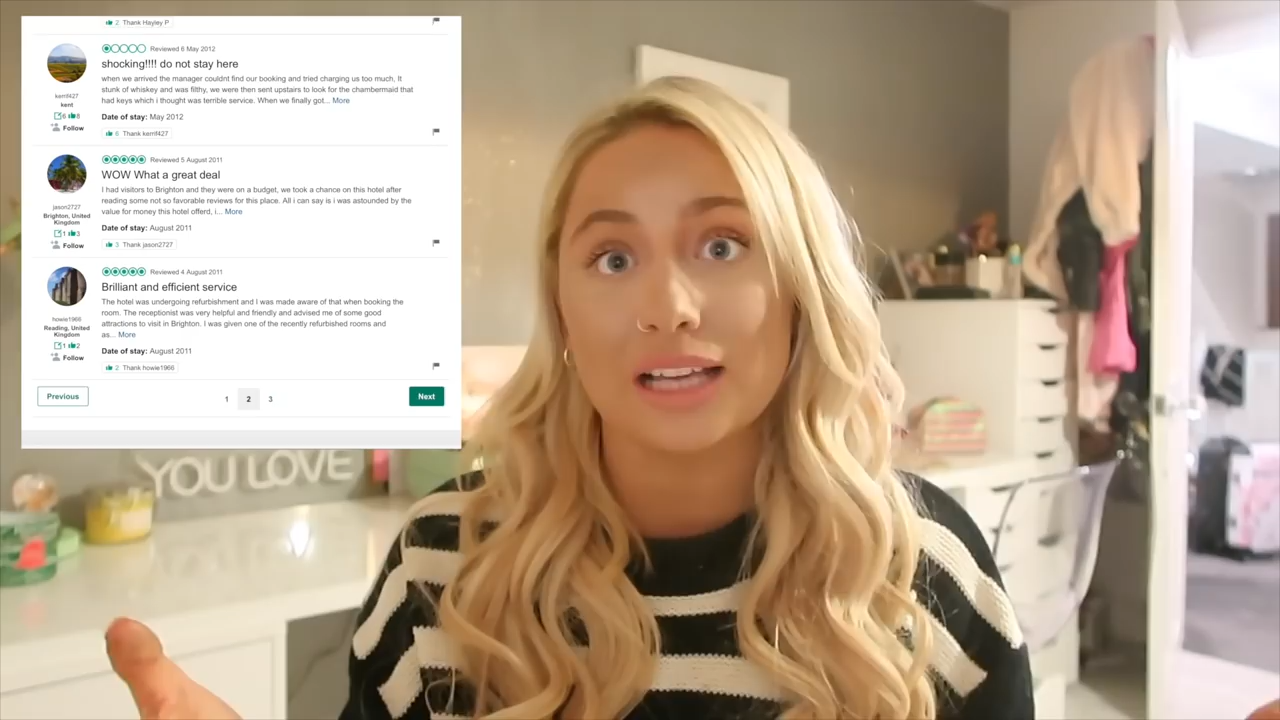 2 Thank Hayley P
Reviewed 6 May 2012
shocking!!!! do not stay here
when we arrived the manager couldnt find our booking and tried charging us too much, It
stunk of whiskey and was filthy, we were then sent upstairs to look for the chambermaid that
had keys which i thought was terrible service. When we finally got... More
kerrf427
kent
6 8
Follow
Date of stay: May 2012
6 Thank kerrf427
Reviewed 5 August 2011
WOW What a great deal
I had visitors to Brighton and they were on a budget, we took a chance on this hotel after
reading some not so favorable reviews for this place. All i can say is i was astounded by the
value for money this hotel offerd, i... More
jason2727
Brighton, United
Kingdom
1 3
Follow
Date of stay: August 2011
3 Thank jason2727
Reviewed 4 August 2011
Brilliant and efficient service
The hotel was undergoing refurbishment and I was made aware of that when booking the
room. The receptionist was very helpful and friendly and advised me of some good
attractions to visit in Brighton. I was given one of the recently refurbished rooms and
as... More
howie1966
Reading, United
Kingdom
1 2
Follow
Date of stay: August 2011
2 Thank howie1966
Previous 1 2 3 Next
YOU LOVE